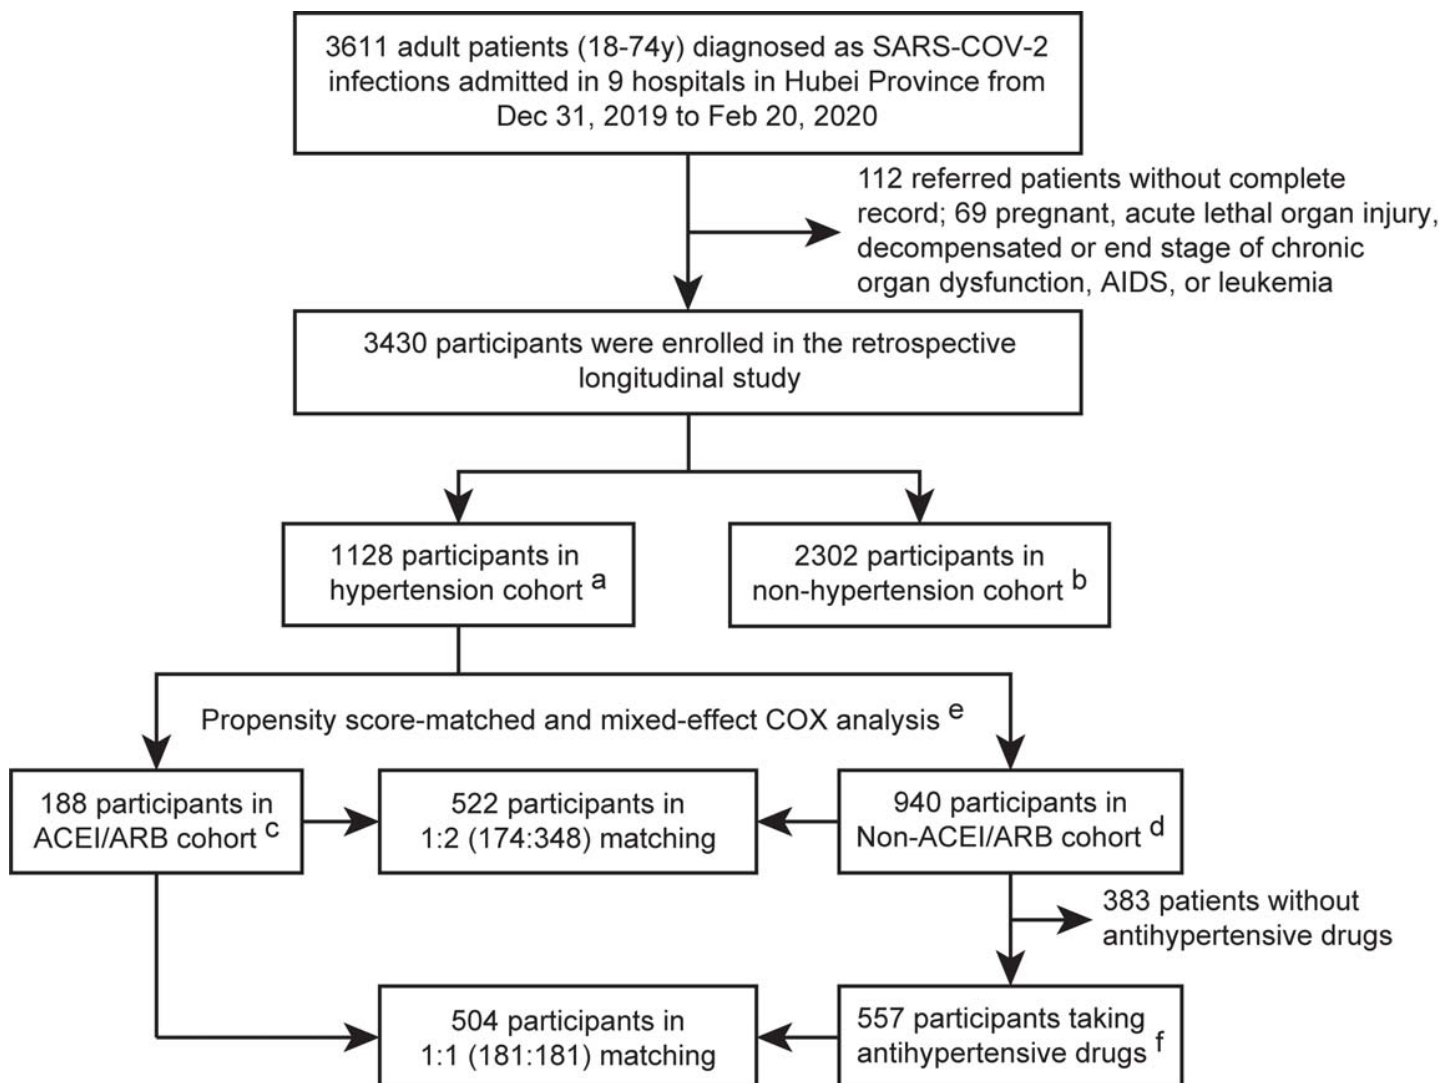 3611 adult patients (18-74y) diagnosed as SARS-COV-2
infections admitted in 9 hospitals in Hubei Province from
Dec 31, 2019 to Feb 20, 2020
112 referred patients without complete
record; 69 pregnant, acute lethal organ injury,
decompensated or end stage of chronic
organ dysfunction, AIDS, or leukemia
3430 participants were enrolled in the retrospective
longitudinal study
1128 participants in
hypertension cohort a
2302 participants in
non-hypertension cohort b
Propensity score-matched and mixed-effect COX analysis e
188 participants in
ACEI/ARB cohort c
522 participants in
1:2 (174:348) matching
940 participants in
Non-ACEI/ARB cohort d
383 patients without
antihypertensive drugs
504 participants in
1:1 (181:181) matching
557 participants taking
antihypertensive drugs f